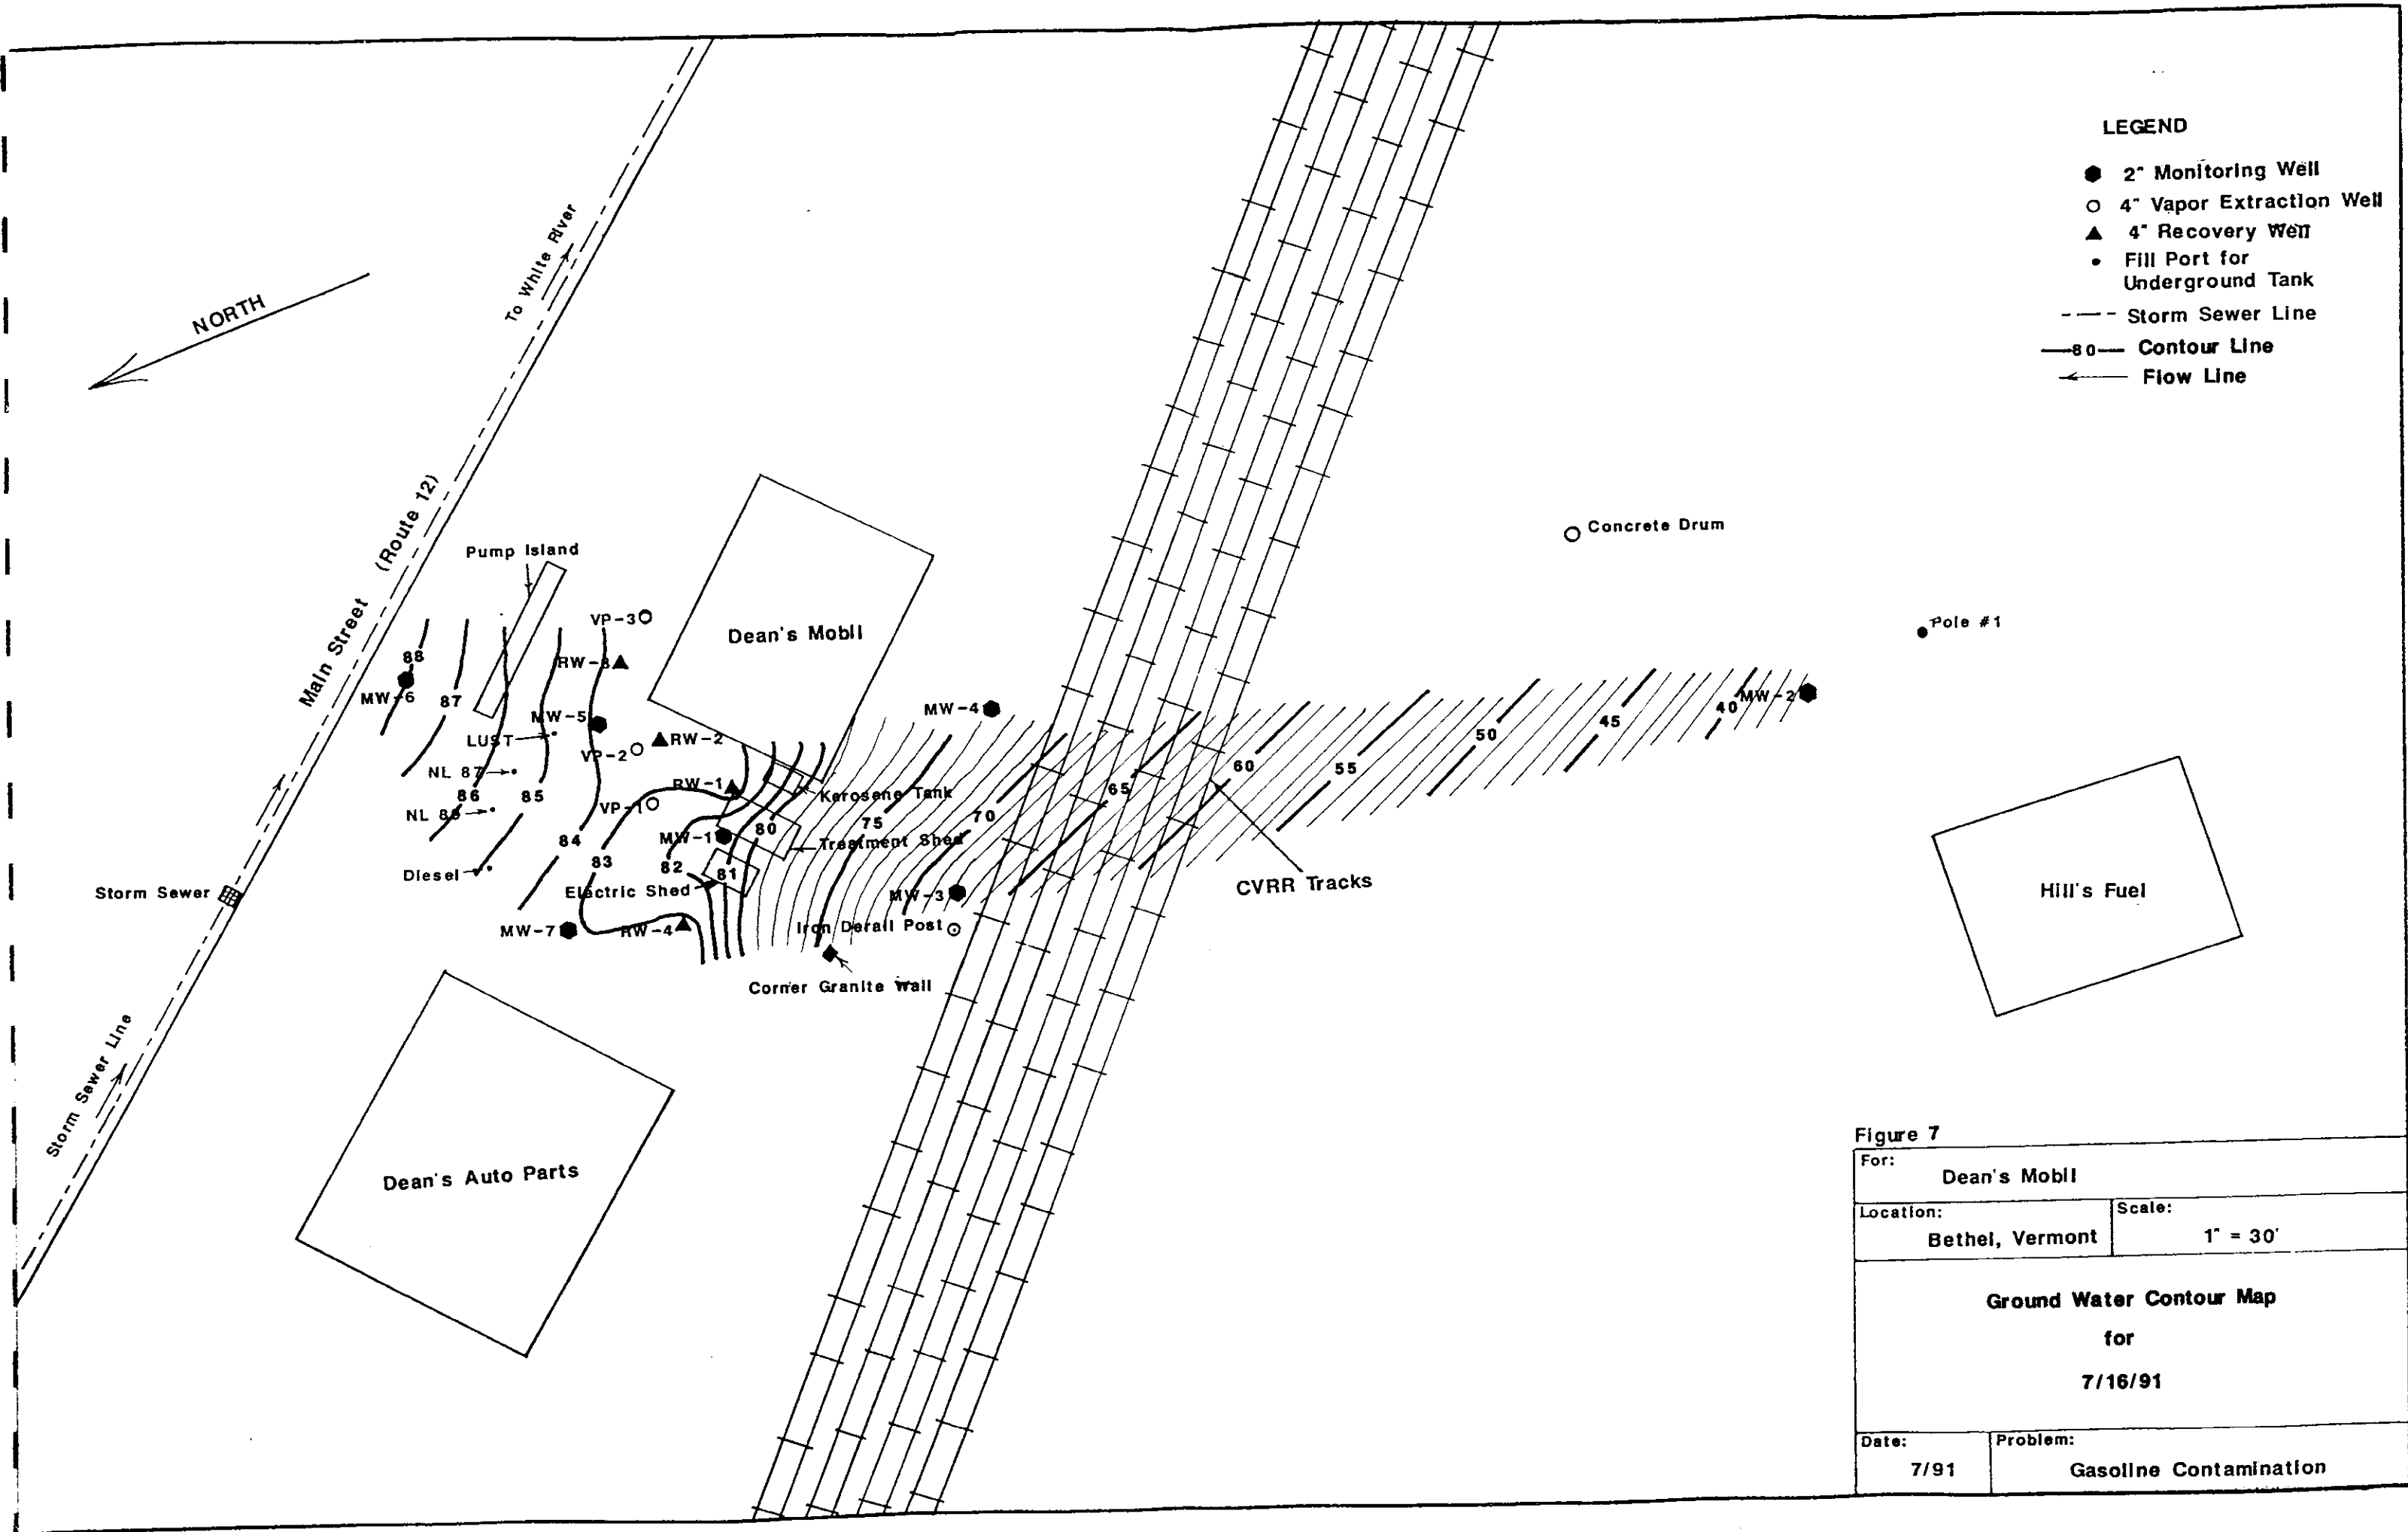 LEGEND
2" Monitoring Well
4" Vapor Extraction Well
4" Recovery Well
Fill Port for
Underground Tank
Storm Sewer Line
80 Contour Line
Flow Line
NORTH
To White River
Main Street (Route 12)
Pump Island
VP-3
RW-3
Dean's Mobil
88
MW-6
87
MW-5
LUST
VP-2
RW-2
NL 87
86
85
NL 89
VP-1
RW-1
Kerosene Tank
84
83
MW-1
80
Treatment Shed
82
81
Diesel
Electric Shed
Storm Sewer
MW-7
RW-4
MW-4
75
70
65
60
55
50
45
40
MW-2
MW-3
Iron Derail Post
Corner Granite Wall
CVRR Tracks
Concrete Drum
Pole #1
Hill's Fuel
Storm Sewer Line
Dean's Auto Parts
Figure 7
For:
Dean's Mobil
Location:
Bethel, Vermont
Scale:
1" = 30'
Ground Water Contour Map
for
7/16/91
Date:
7/91
Problem:
Gasoline Contamination